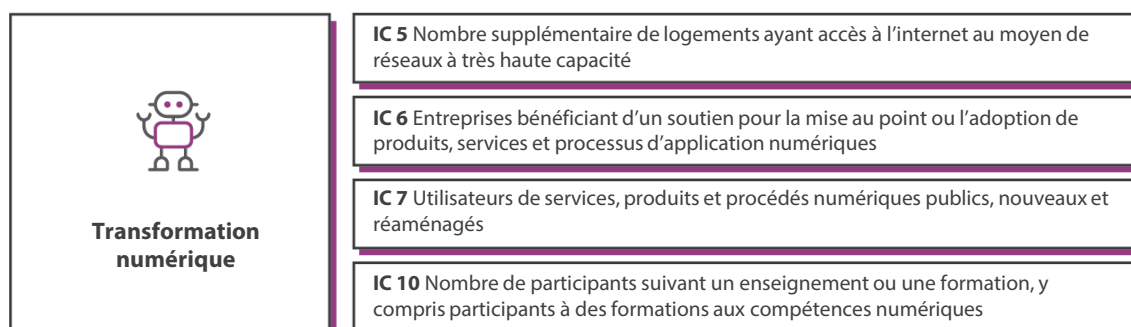 Transformation
numérique
IC 5 Nombre supplémentaire de logements ayant accès à l’internet au moyen de
réseaux à très haute capacité
IC 6 Entreprises bénéficiant d’un soutien pour la mise au point ou l’adoption de
produits, services et processus d’application numériques
IC 7 Utilisateurs de services, produits et procédés numériques publics, nouveaux et
réaménagés
IC 10 Nombre de participants suivant un enseignement ou une formation, y
compris participants à des formations aux compétences numériques